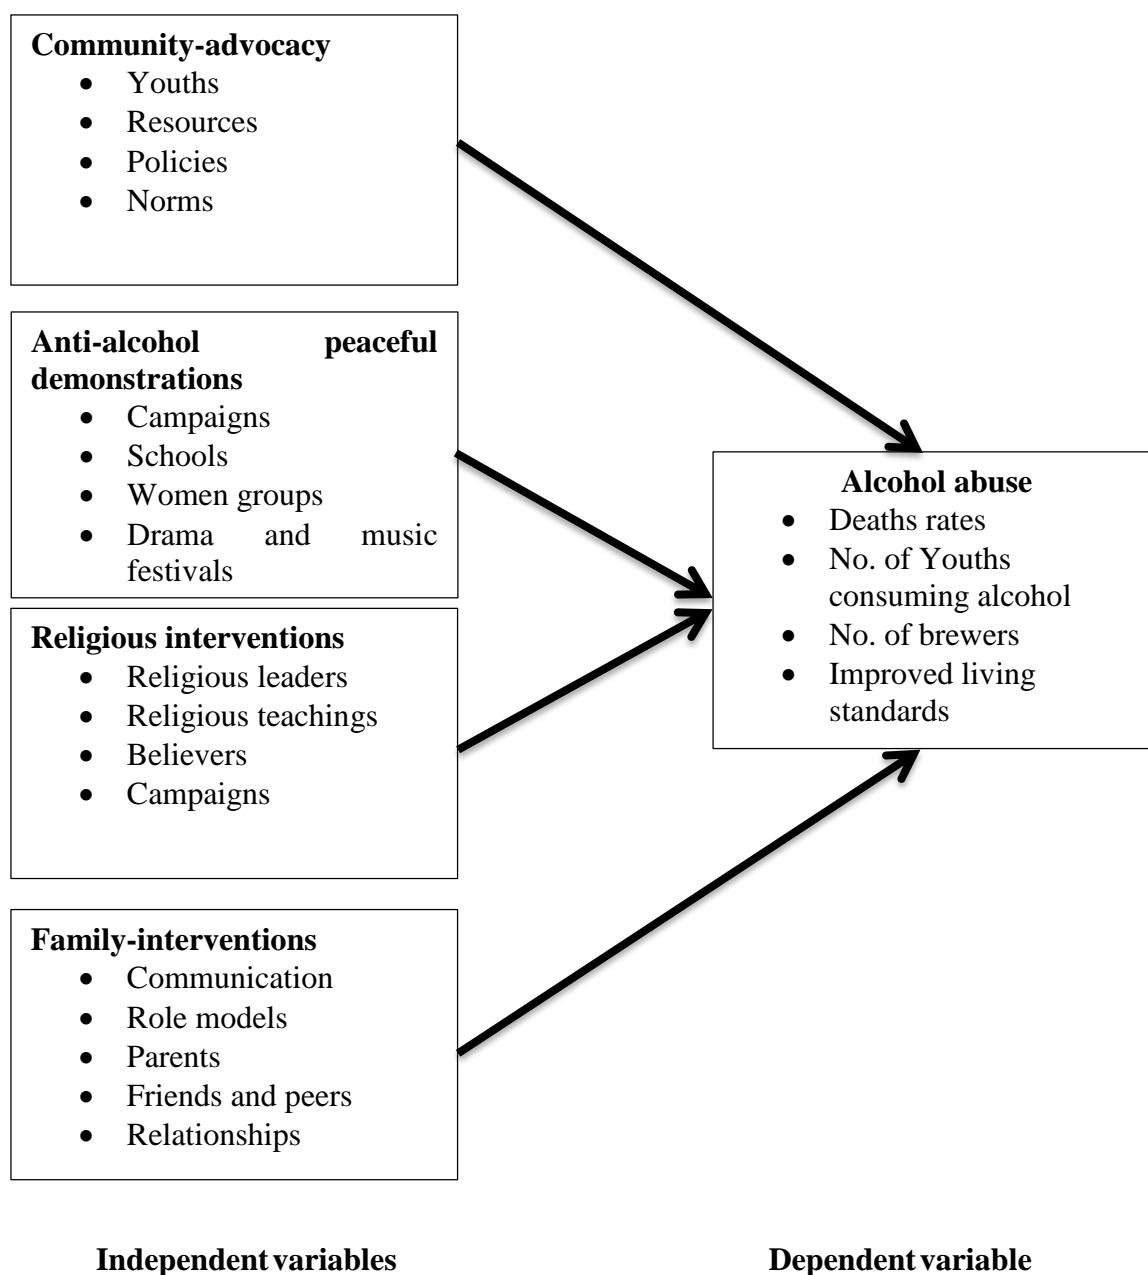 Community-advocacy
• Youths
• Resources
• Policies
• Norms
Anti-alcohol peaceful
demonstrations
• Campaigns
• Schools
• Women groups
• Drama and music
festivals
Religious interventions
• Religious leaders
• Religious teachings
• Believers
• Campaigns
Family-interventions
• Communication
• Role models
• Parents
• Friends and peers
• Relationships
Alcohol abuse
• Deaths rates
• No. of Youths
consuming alcohol
• No. of brewers
• Improved living
standards
Independent variables
Dependent variable